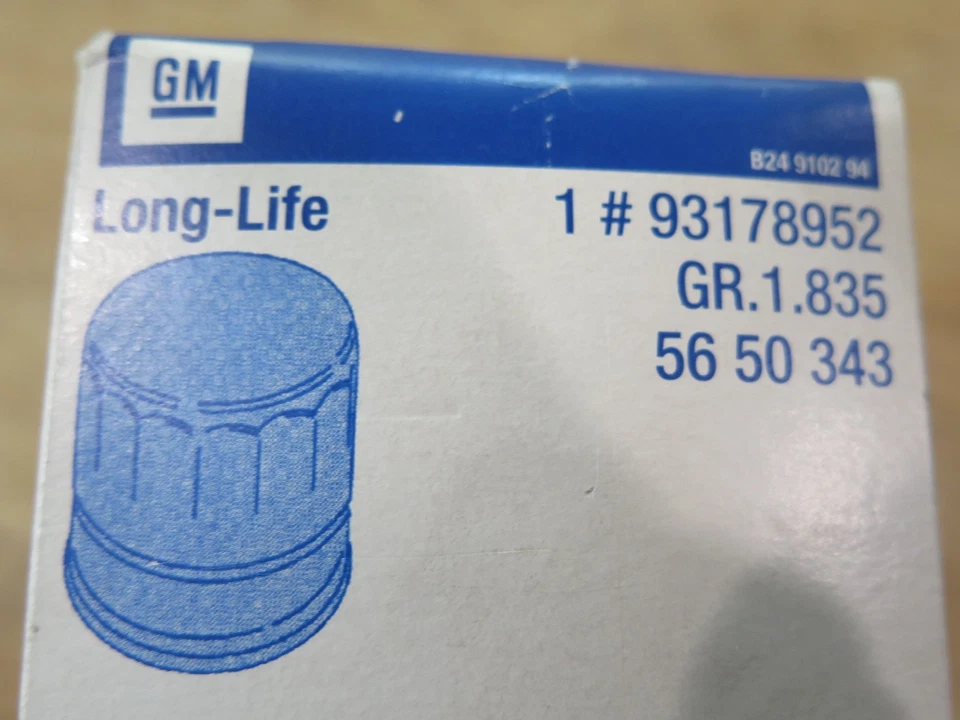 GM
B24 9102 94
Long-Life
1 # 93178952
GR.1.835
56 50 343